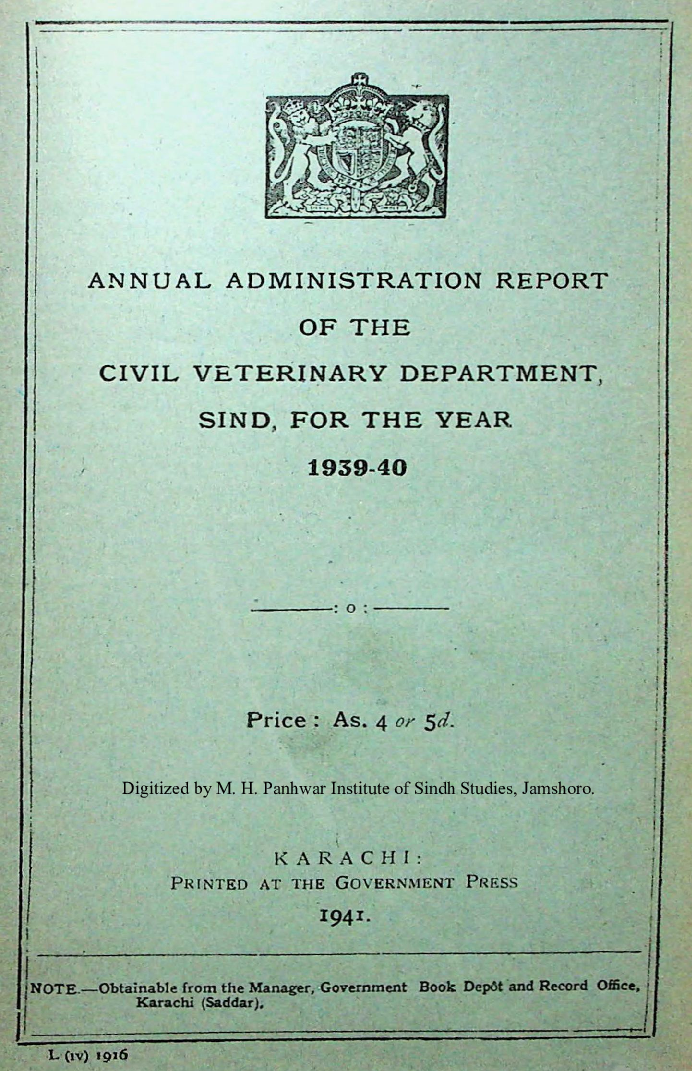 ANNUAL ADMINISTRATION REPORT
OF THE
CIVIL VETERINARY DEPARTMENT,
SIND, FOR THE YEAR
1939-40
: o :
Price : As. 4 or 5d.
Digitized by M. H. Panhwar Institute of Sindh Studies, Jamshoro.
KARACHI:
PRINTED AT THE GOVERNMENT PRESS
1941.
NOTE.—Obtainable from the Manager, Government Book Depôt and Record Office,
Karachi (Saddar).
L (iv) 1916